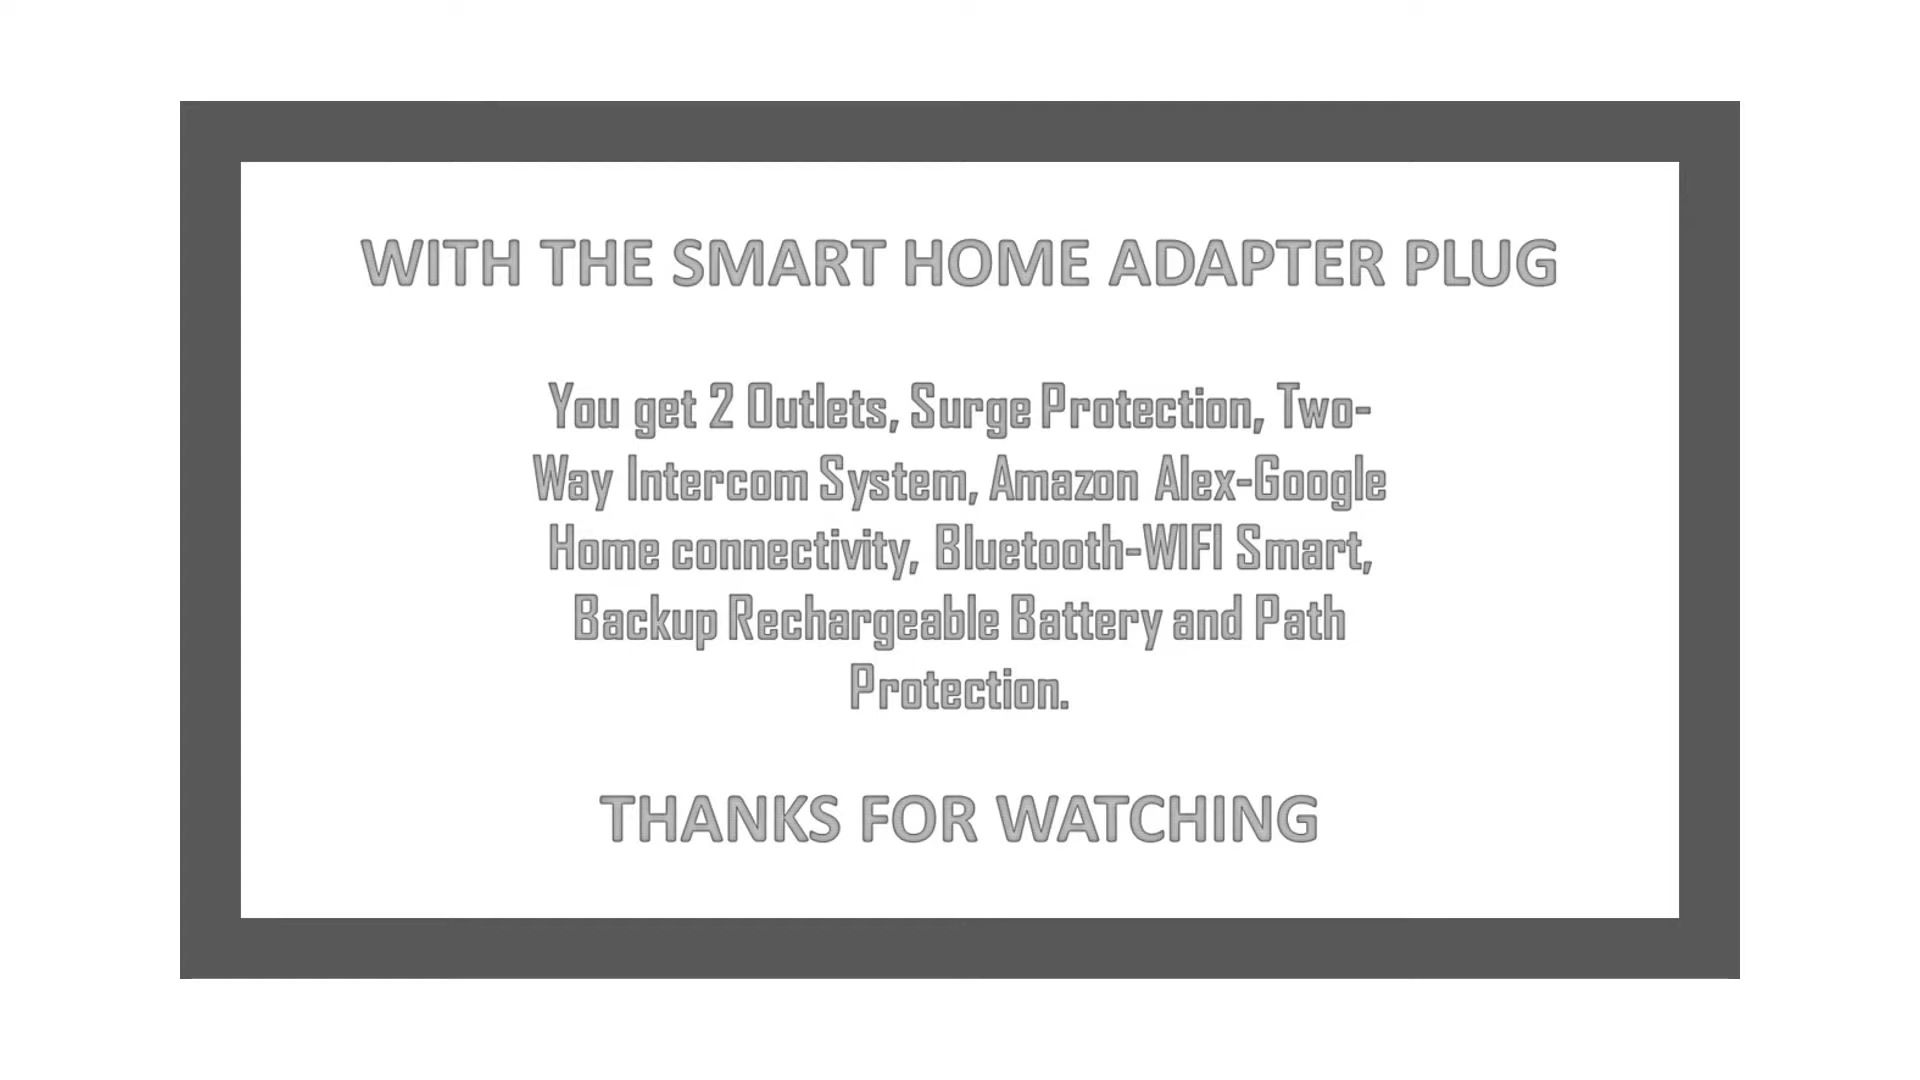 WITH THE SMART HOME ADAPTER PLUG
You get 2 Outlets, Surge Protection, Two-
Way Intercom System, Amazon Alex-Google
Home connectivity, Bluetooth-WIFI Smart,
Backup Rechargeable Battery and Path
Protection.
THANKS FOR WATCHING